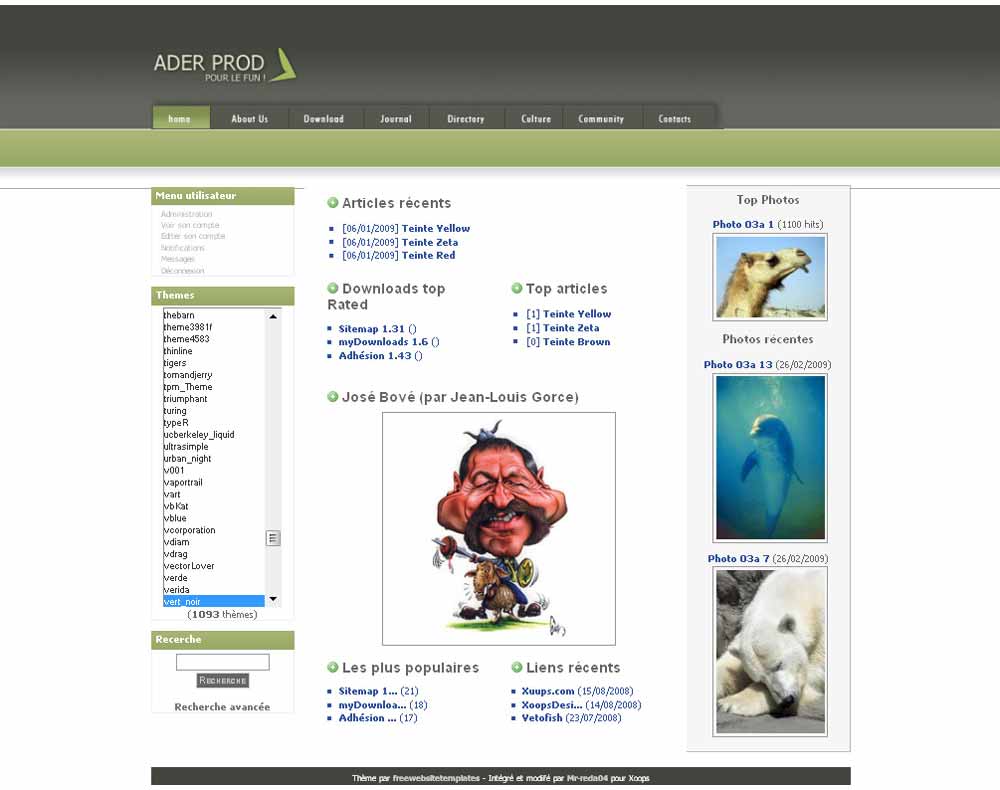 ADER PROD
POUR LE FUN !
home About Us Download Journal Directory Culture Community Contacts
Menu utilisateur
Administration
Voir son compte
Editer son compte
Notifications
Messages
Déconnexion
Themes
thebarn
theme3981f
theme4583
thinline
tigers
tomandjerry
tpm_Theme
triumphant
turing
typeR
ucberkeley_liquid
ultrasimple
urban_night
v001
vaportrail
vart
vbKat
vblue
vcorporation
vdiam
vdrag
vectorLover
verde
verida
vert_noir
(1093 thèmes)
Recerche
Recherche
Recherche avancée
Articles récents
[06/01/2009] Teinte Yellow
[06/01/2009] Teinte Zeta
[06/01/2009] Teinte Red
Downloads top
Rated
Sitemap 1.31 ()
myDownloads 1.6 ()
Adhésion 1.43 ()
Top articles
[1] Teinte Yellow
[1] Teinte Zeta
[0] Teinte Brown
José Bové (par Jean-Louis Gorce)
Les plus populaires
Sitemap 1... (21)
myDownloa... (18)
Adhésion ... (17)
Liens récents
Xuups.com (15/08/2008)
XoopsDesi... (14/08/2008)
Vetofish (23/07/2008)
Top Photos
Photo 03a 1 (1100 hits)
Photos récentes
Photo 03a 13 (26/02/2009)
Photo 03a 7 (26/02/2009)
Thème par freewebsitetemplates - Intégré et modifé par Mr-reda04 pour Xoops